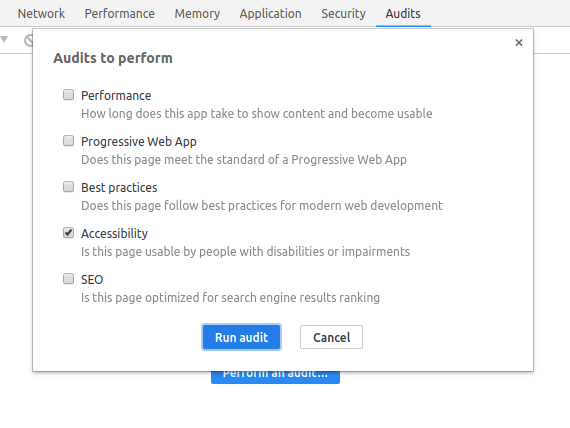 Network Performance Memory Application Security Audits
Audits to perform
Performance
How long does this app take to show content and become usable
Progressive Web App
Does this page meet the standard of a Progressive Web App
Best practices
Does this page follow best practices for modern web development
Accessibility
Is this page usable by people with disabilities or impairments
SEO
Is this page optimized for search engine results ranking
Run audit Cancel
Perform an audit...